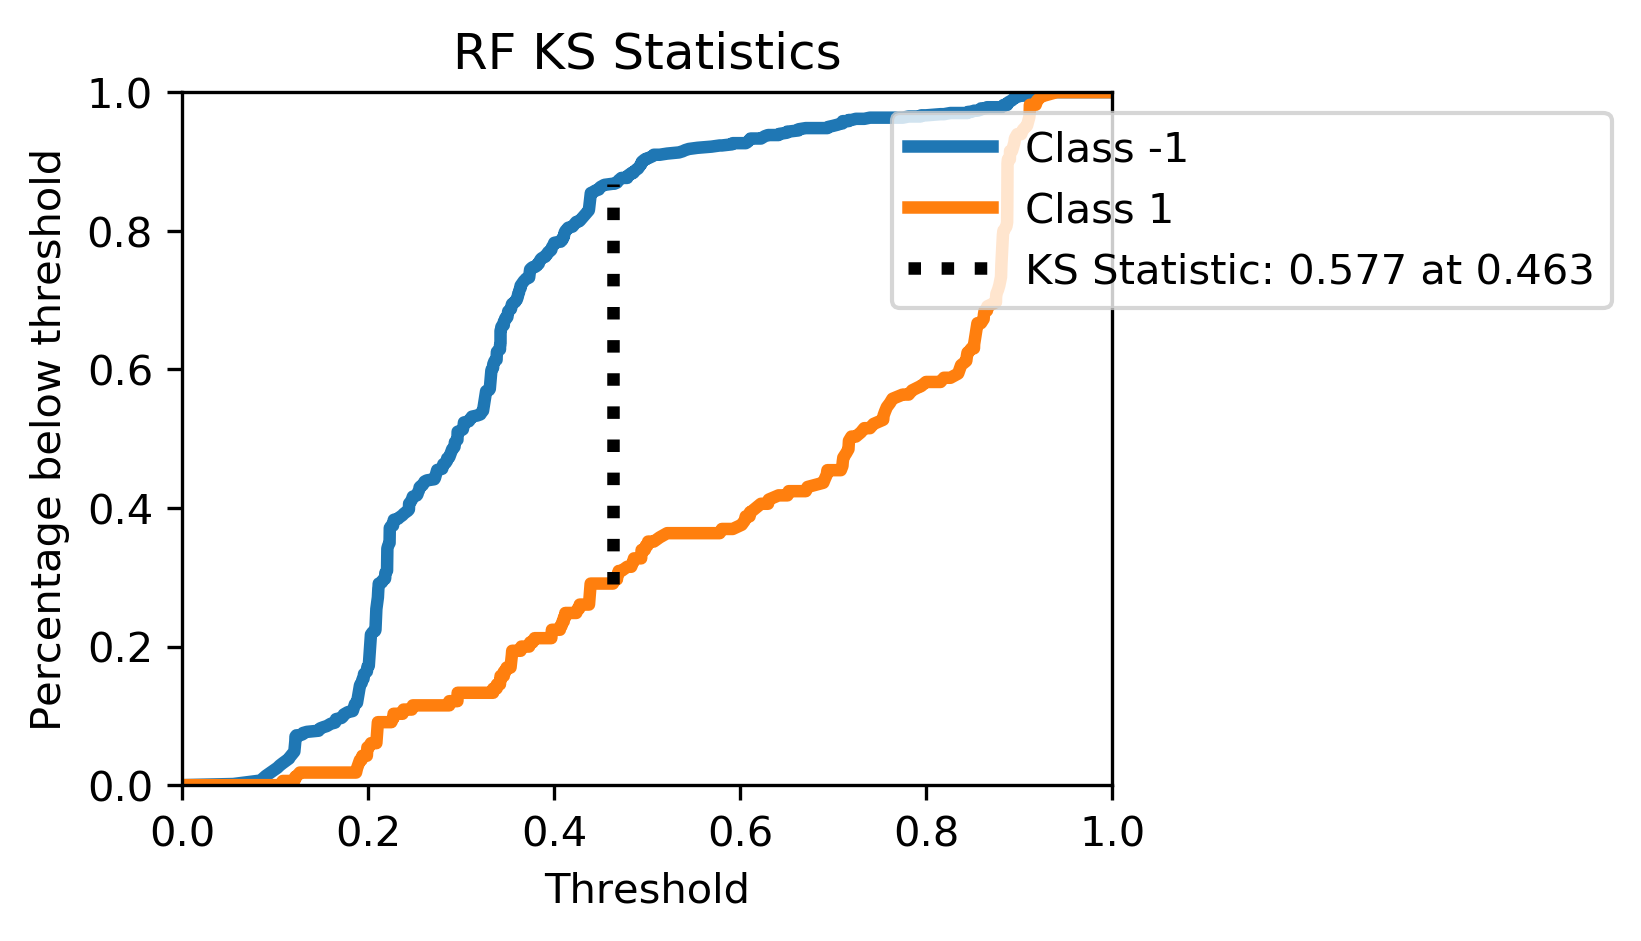 RF KS Statistics
1.0
0.8
0.6
0.4
0.2
0.0
Percentage below threshold
Class -1
Class 1
KS Statistic: 0.577 at 0.463
0.0 0.2 0.4 0.6 0.8 1.0
Threshold